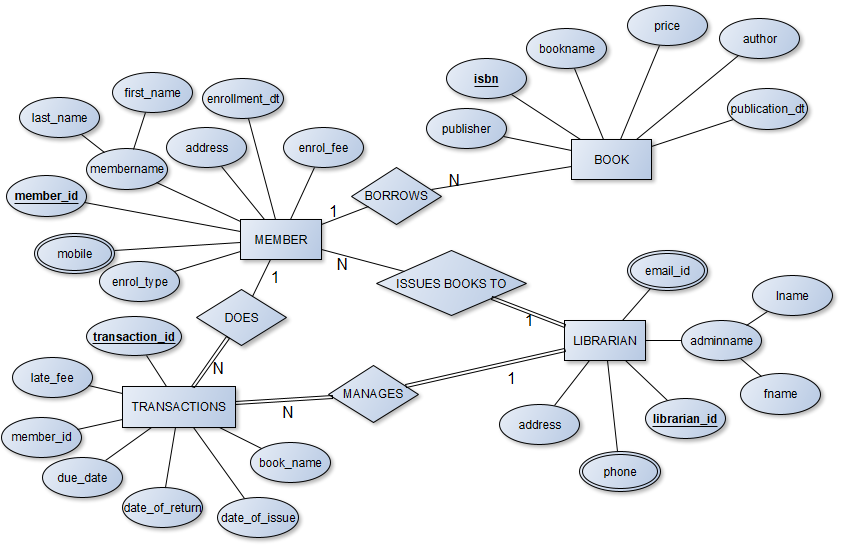 price
bookname
author
isbn
first_name
enrollment_dt
last_name
publication_dt
publisher
address
enrol_fee
membername
BOOK
N
BORROWS
member_id
1
MEMBER
mobile
N
email_id
enrol_type
1
ISSUES BOOKS TO
lname
DOES
1
transaction_id
LIBRARIAN
adminname
N
late_fee
1
MANAGES
fname
TRANSACTIONS
N
librarian_id
address
member_id
book_name
due_date
phone
date_of_return
date_of_issue